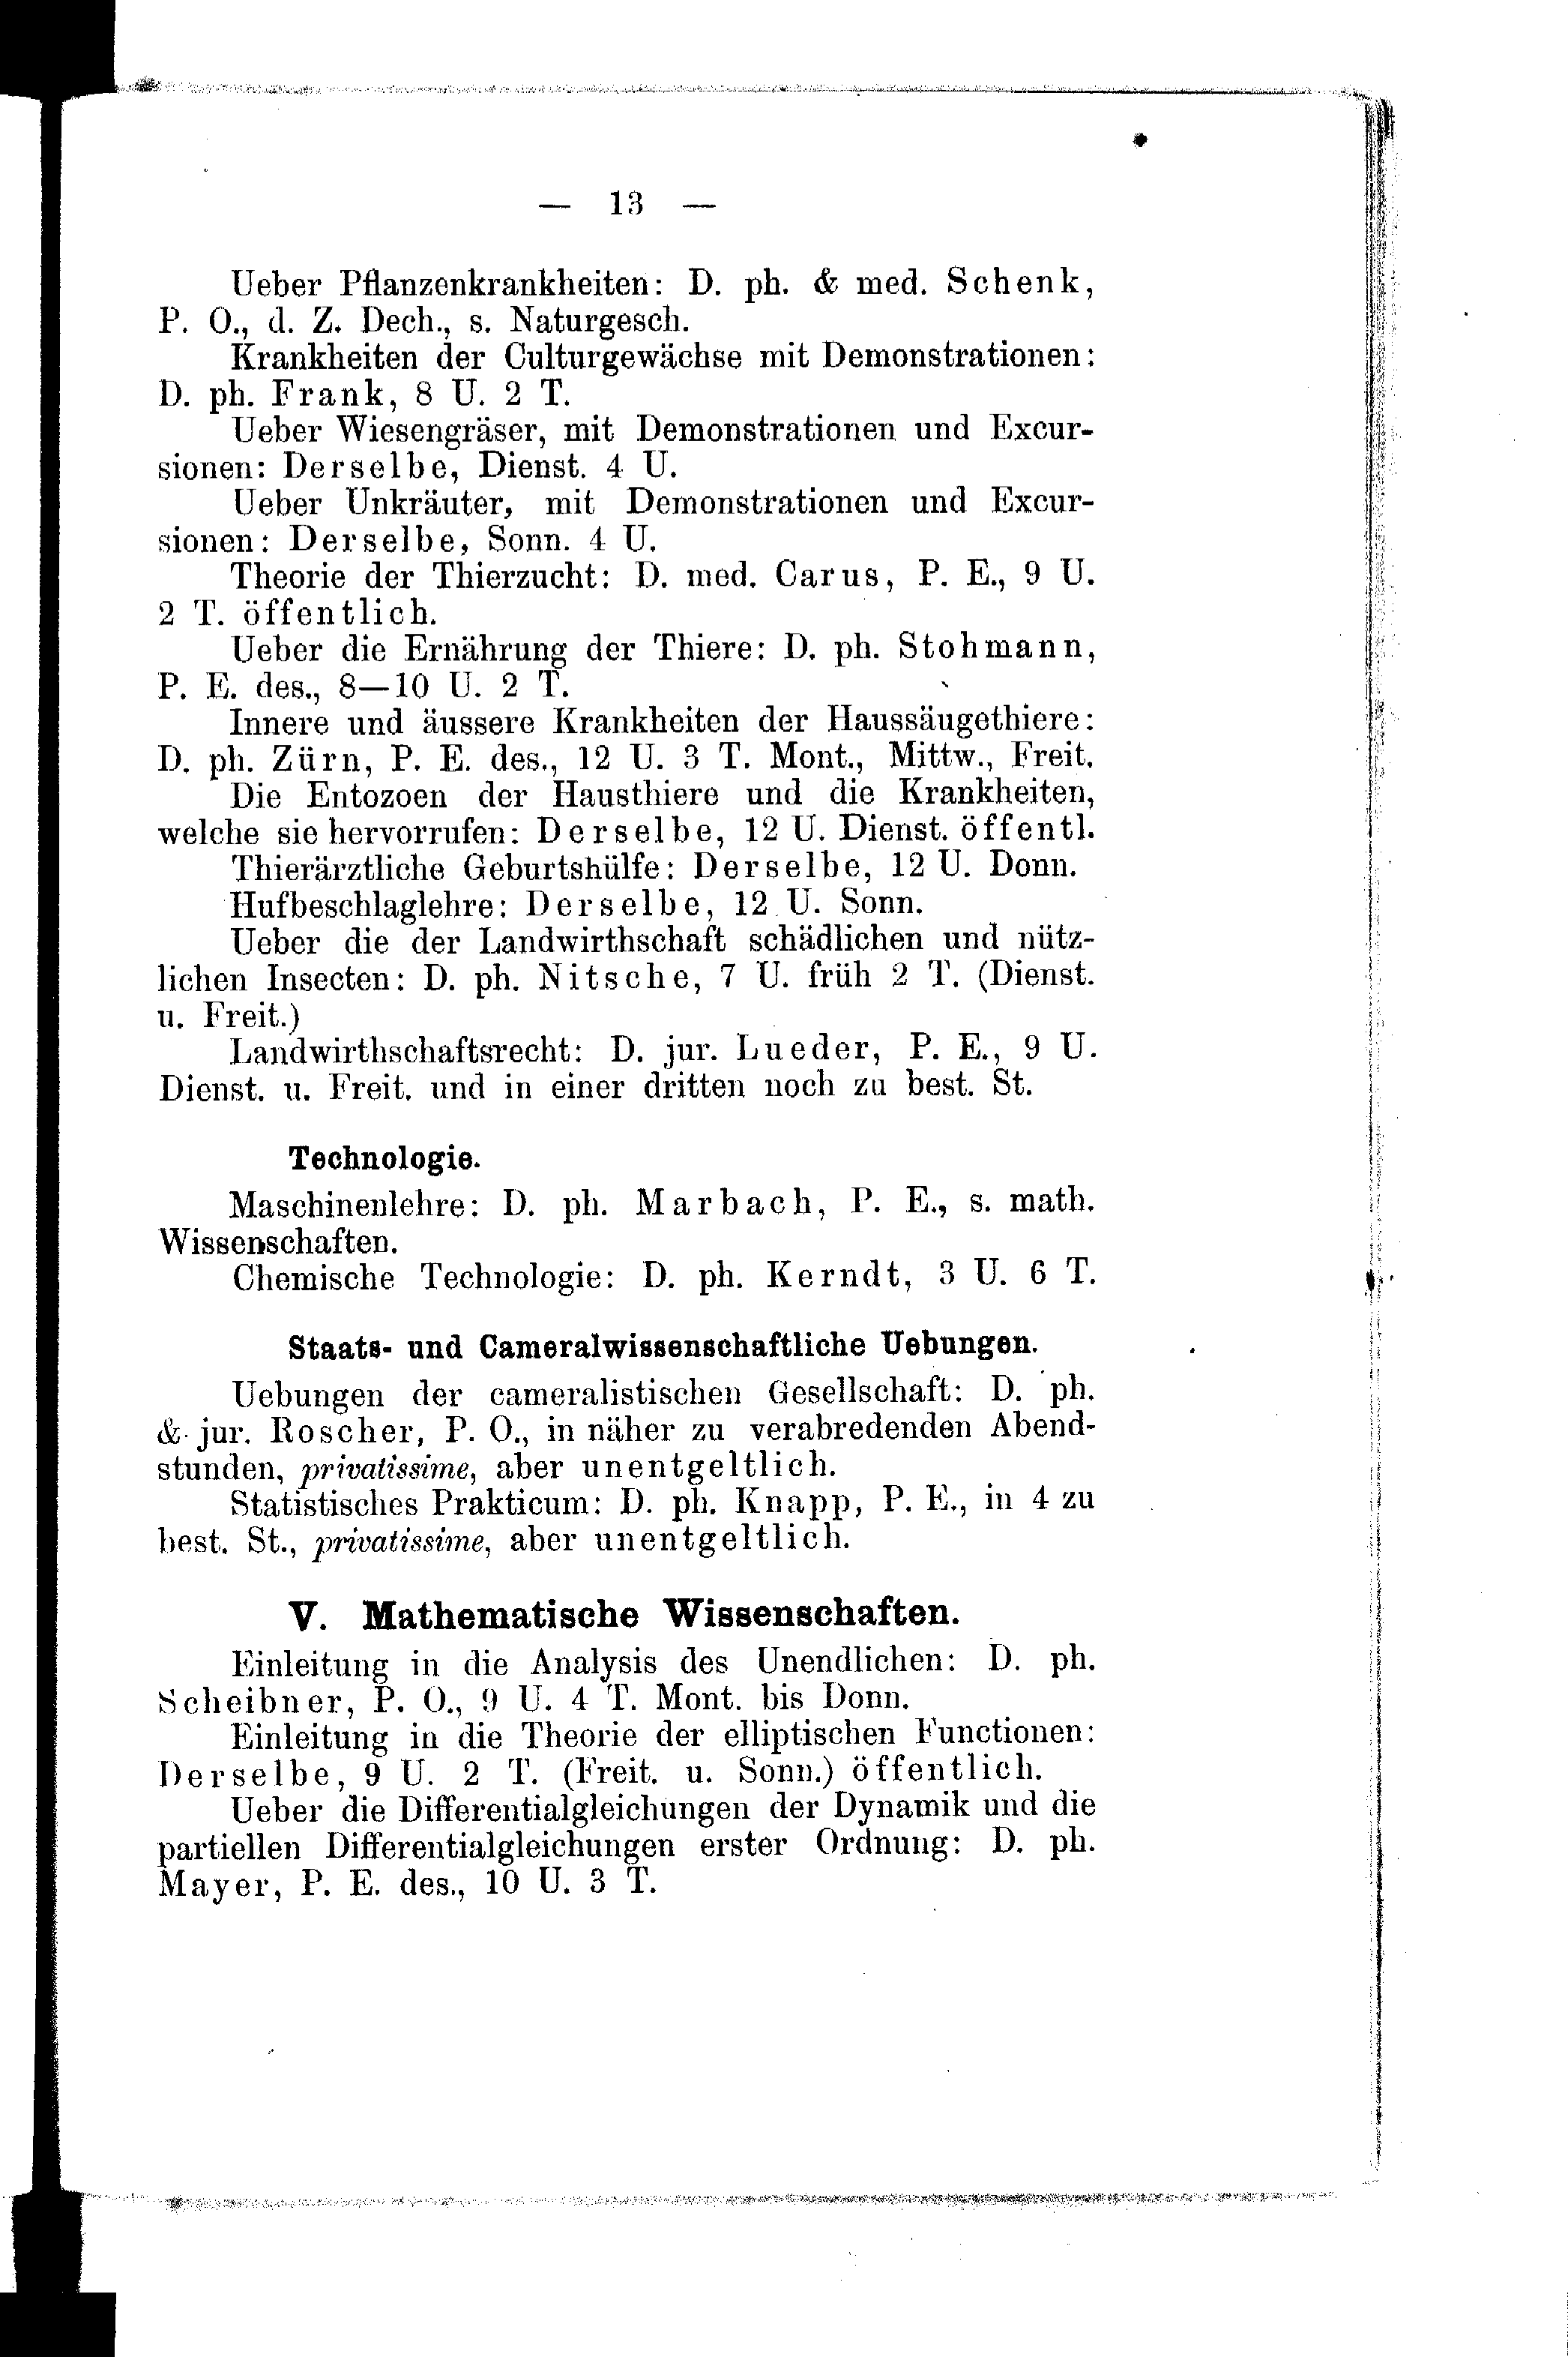 — 13 —
Ueber Pflanzenkrankheiten: D. ph. & med. Schenk,
P. O., d. Z. Dech., s. Naturgesch.
Krankheiten der Culturgewächse mit Demonstrationen:
D. ph. Frank, 8 U. 2 T.
Ueber Wiesengräser, mit Demonstrationen und Excur-
sionen: Derselbe, Dienst. 4 U.
Ueber Unkräuter, mit Demonstrationen und Excur-
sionen: Derselbe, Sonn. 4 U.
Theorie der Thierzucht: D. med. Carus, P. E., 9 U.
2 T. öffentlich.
Ueber die Ernährung der Thiere: D. ph. Stohmann,
P. E. des., 8—10 U. 2 T.
Innere und äussere Krankheiten der Haussäugethiere:
D. ph. Zürn, P. E. des., 12 U. 3 T. Mont., Mittw., Freit.
Die Entozoen der Hausthiere und die Krankheiten,
welche sie hervorrufen: Derselbe, 12 U. Dienst. öffentl.
Thierärztliche Geburtshülfe: Derselbe, 12 U. Donn.
Hufbeschlaglehre: Derselbe, 12 U. Sonn.
Ueber die der Landwirthschaft schädlichen und nütz-
lichen Insecten: D. ph. Nitsche, 7 U. früh 2 T. (Dienst.
u. Freit.)
Landwirthschaftsrecht: D. jur. Lueder, P. E., 9 U.
Dienst. u. Freit. und in einer dritten noch zu best. St.
Technologie.
Maschinenlehre: D. ph. Marbach, P. E., s. math.
Wissenschaften.
Chemische Technologie: D. ph. Kerndt, 3 U. 6 T.
Staats- und Cameralwissenschaftliche Uebungen.
Uebungen der cameralistischen Gesellschaft: D. ph.
& jur. Roscher, P. O., in näher zu verabredenden Abend-
stunden, privatissime, aber unentgeltlich.
Statistisches Prakticum: D. ph. Knapp, P. E., in 4 zu
best. St., privatissime, aber unentgeltlich.
V. Mathematische Wissenschaften.
Einleitung in die Analysis des Unendlichen: D. ph.
Scheibner, P. O., 9 U. 4 T. Mont. bis Donn.
Einleitung in die Theorie der elliptischen Functionen:
Derselbe, 9 U. 2 T. (Freit. u. Sonn.) öffentlich.
Ueber die Differentialgleichungen der Dynamik und die
partiellen Differentialgleichungen erster Ordnung: D. ph.
Mayer, P. E. des., 10 U. 3 T.